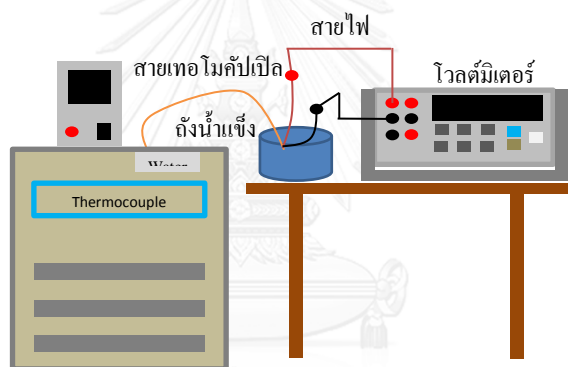 สายไฟ
สายเทอโมคัปเปิล
โวลต์มิเตอร์
ถังน้ำแข็ง
Water
Thermocouple